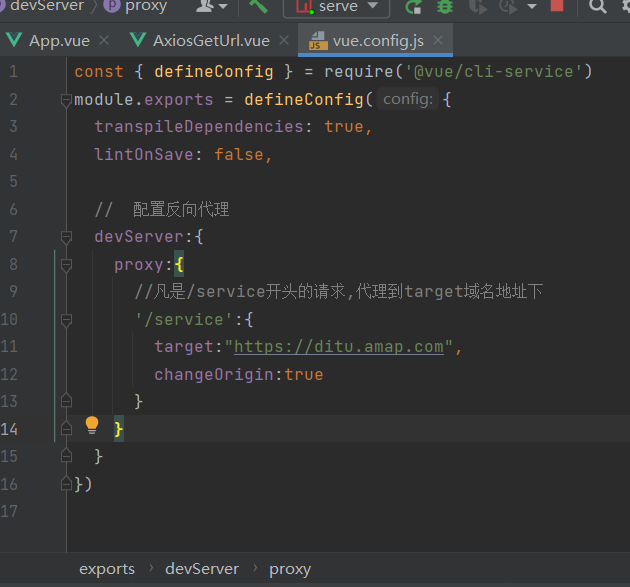 devServer proxy serve
App.vue AxiosGetUrl.vue vue.config.js
1 const { defineConfig } = require('@vue/cli-service')
2 module.exports = defineConfig( config: {
3 transpileDependencies: true,
4 lintOnSave: false,
5
6 // 配置反向代理
7 devServer:{
8 proxy:{
9 //凡是/service开头的请求,代理到target域名地址下
10 '/service':{
11 target:"https://ditu.amap.com",
12 changeOrigin:true
13 }
14 }
15 }
16 })
17
exports devServer proxy